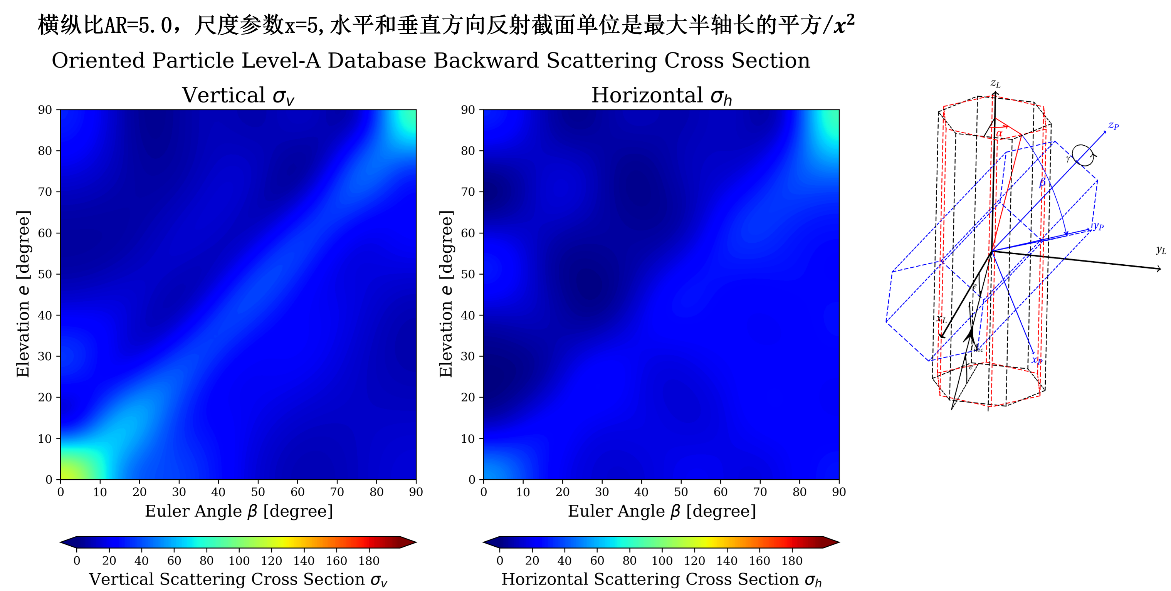 横纵比AR=5.0，尺度参数x=5,水平和垂直方向反射截面单位是最大半轴长的平方/x²
Oriented Particle Level-A Database Backward Scattering Cross Section
Vertical σᵥ
Horizontal σₕ
Elevation e [degree]
90
80
70
60
50
40
30
20
10
0
0 10 20 30 40 50 60 70 80 90
Euler Angle β [degree]
0 20 40 60 80 100 120 140 160 180
Vertical Scattering Cross Section σᵥ
Elevation e [degree]
90
80
70
60
50
40
30
20
10
0
0 10 20 30 40 50 60 70 80 90
Euler Angle β [degree]
0 20 40 60 80 100 120 140 160 180
Horizontal Scattering Cross Section σₕ
z_L
z_P
α
γ
β
y_P
y_L
x_L
x_P